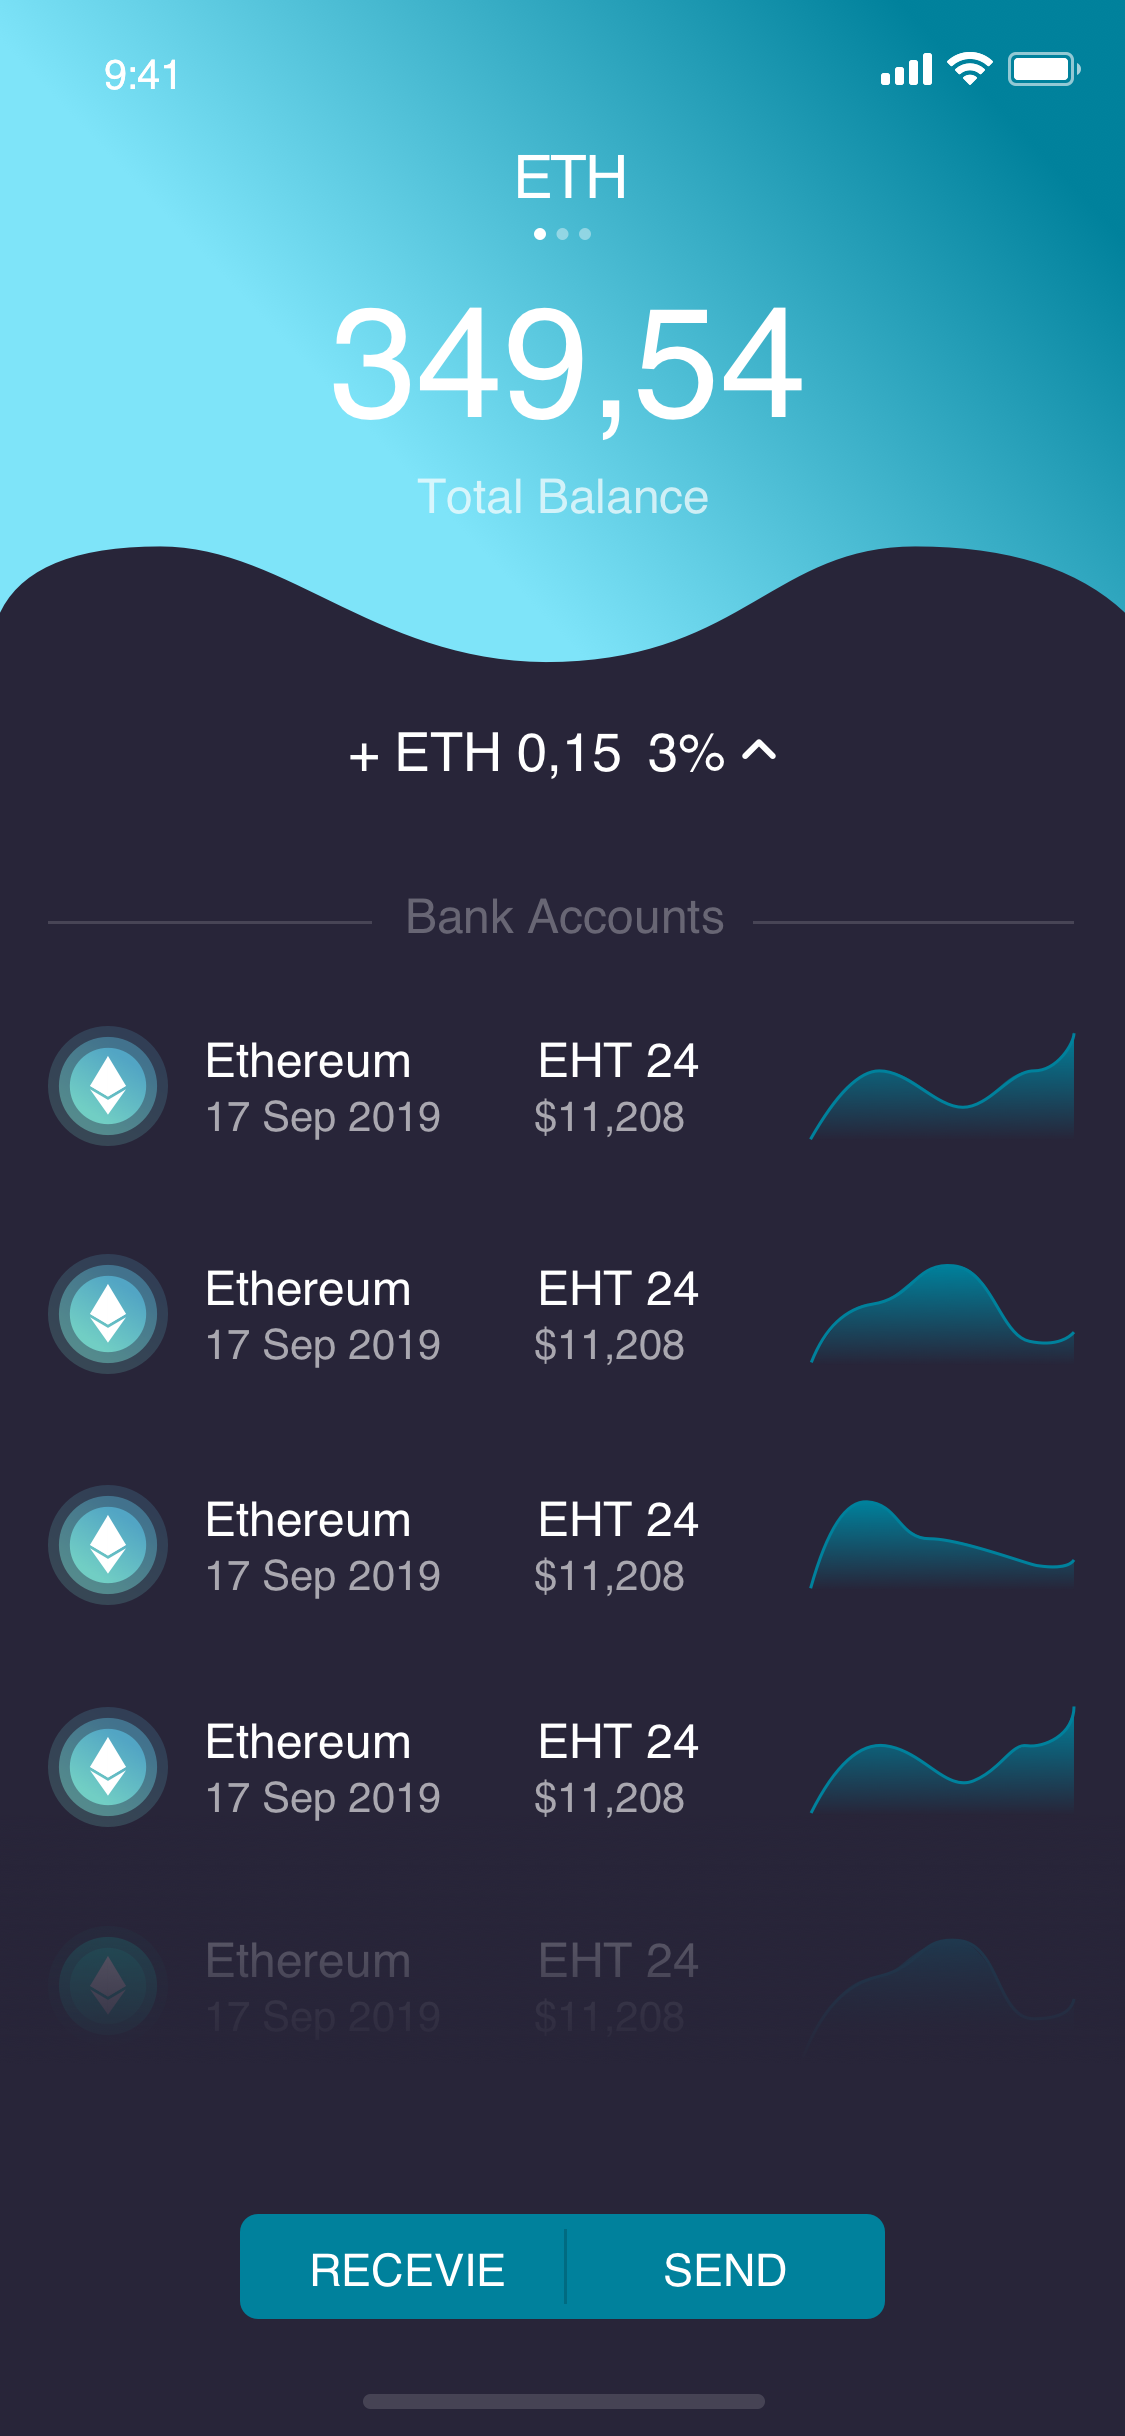 9:41
ETH
349,54
Total Balance
+ ETH 0,15 3%
Bank Accounts
Ethereum EHT 24
17 Sep 2019 $11,208
Ethereum EHT 24
17 Sep 2019 $11,208
Ethereum EHT 24
17 Sep 2019 $11,208
Ethereum EHT 24
17 Sep 2019 $11,208
Ethereum EHT 24
17 Sep 2019 $11,208
RECEVIE SEND